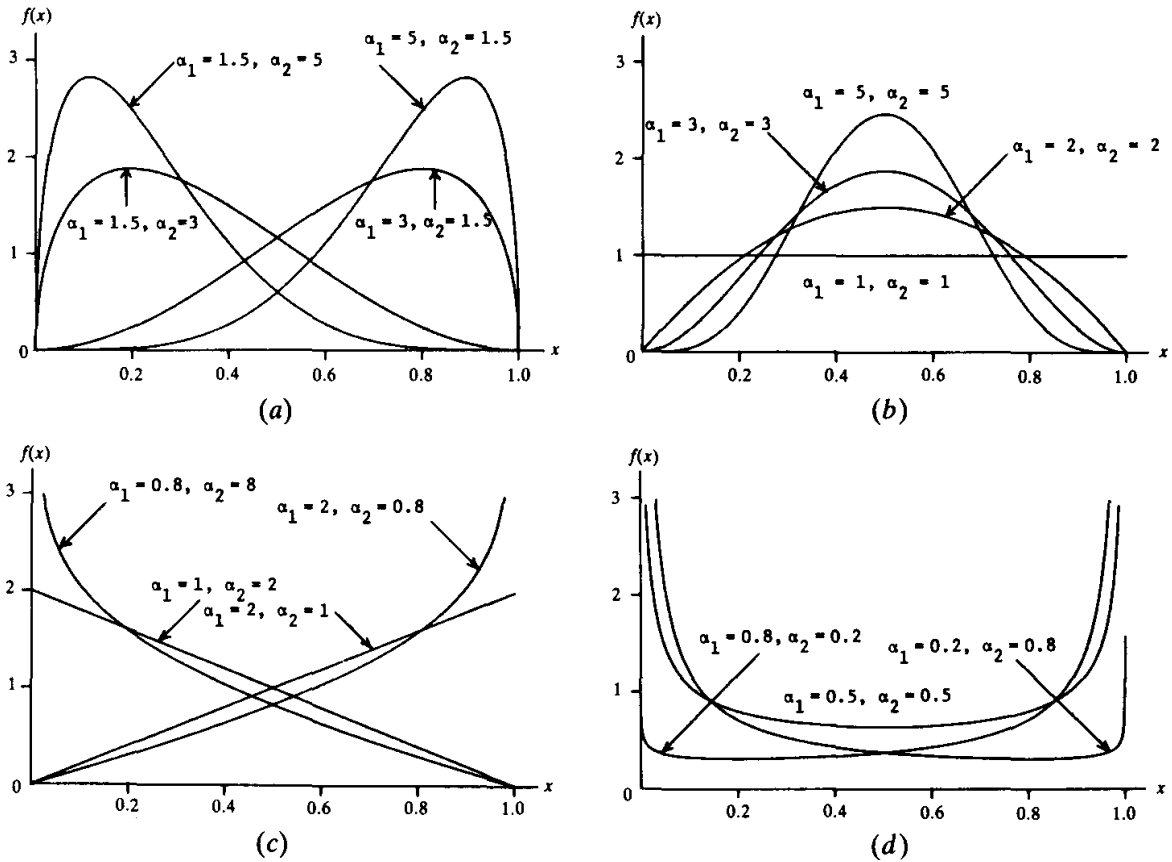 f(x)
3
2
1
0
α1 = 1.5, α2 = 5
α1 = 5, α2 = 1.5
α1 = 1.5, α2 = 3
α1 = 3, α2 = 1.5
0.2 0.4 0.6 0.8 1.0 x
(a)
f(x)
3
2
1
0
α1 = 5, α2 = 5
α1 = 3, α2 = 3
α1 = 2, α2 = 2
α1 = 1, α2 = 1
0.2 0.4 0.6 0.8 1.0 x
(b)
f(x)
3
2
1
0
α1 = 0.8, α2 = 8
α1 = 2, α2 = 0.8
α1 = 1, α2 = 2
α1 = 2, α2 = 1
0.2 0.4 0.6 0.8 1.0 x
(c)
f(x)
3
2
1
0
α1 = 0.8, α2 = 0.2
α1 = 0.2, α2 = 0.8
α1 = 0.5, α2 = 0.5
0.2 0.4 0.6 0.8 1.0 x
(d)